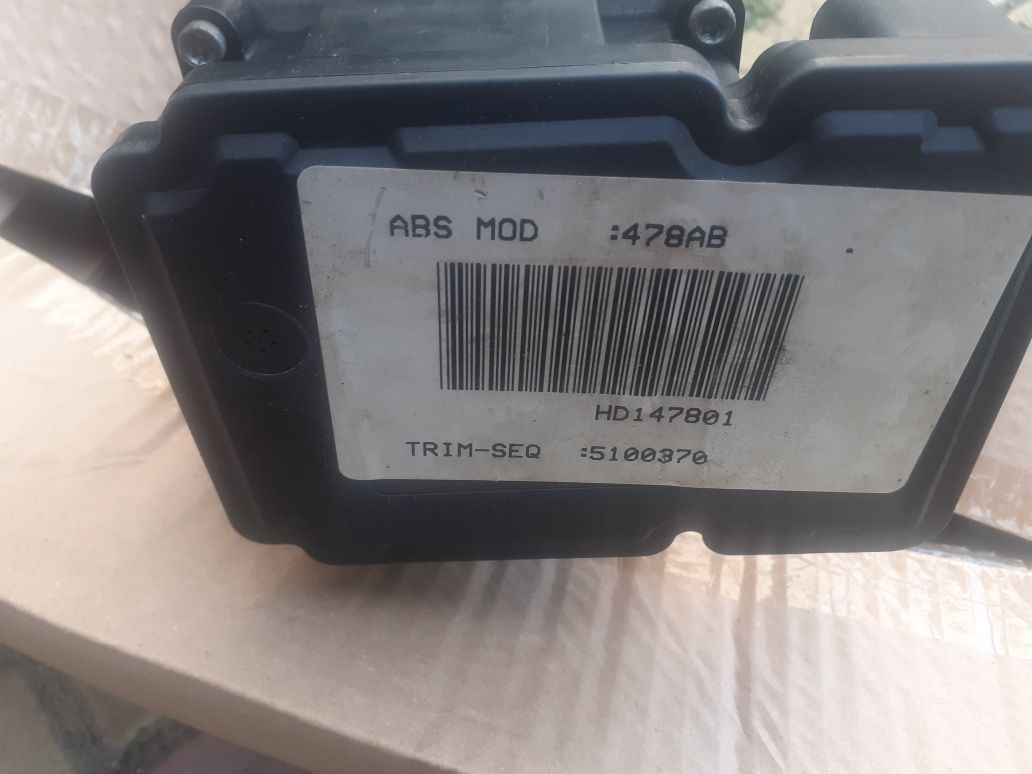 ABS MOD :478AB
HD147801
TRIM-SEQ :5100370